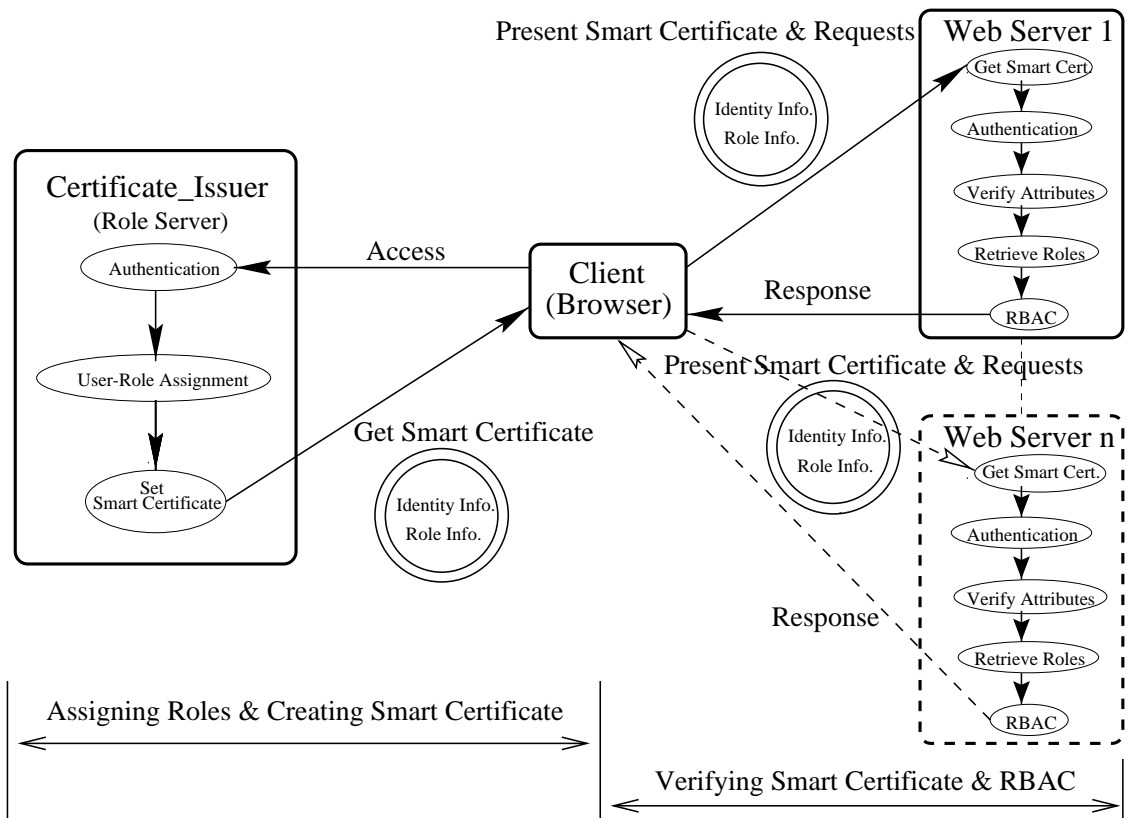 Present Smart Certificate & Requests
Web Server 1
Get Smart Cert.
Authentication
Verify Attributes
Retrieve Roles
RBAC
Identity Info.
Role Info.
Certificate_Issuer
(Role Server)
Authentication
User-Role Assignment
Set
Smart Certificate
Access
Client
(Browser)
Response
Get Smart Certificate
Identity Info.
Role Info.
Present Smart Certificate & Requests
Identity Info.
Role Info.
Web Server n
Get Smart Cert.
Authentication
Verify Attributes
Retrieve Roles
RBAC
Response
Assigning Roles & Creating Smart Certificate
Verifying Smart Certificate & RBAC